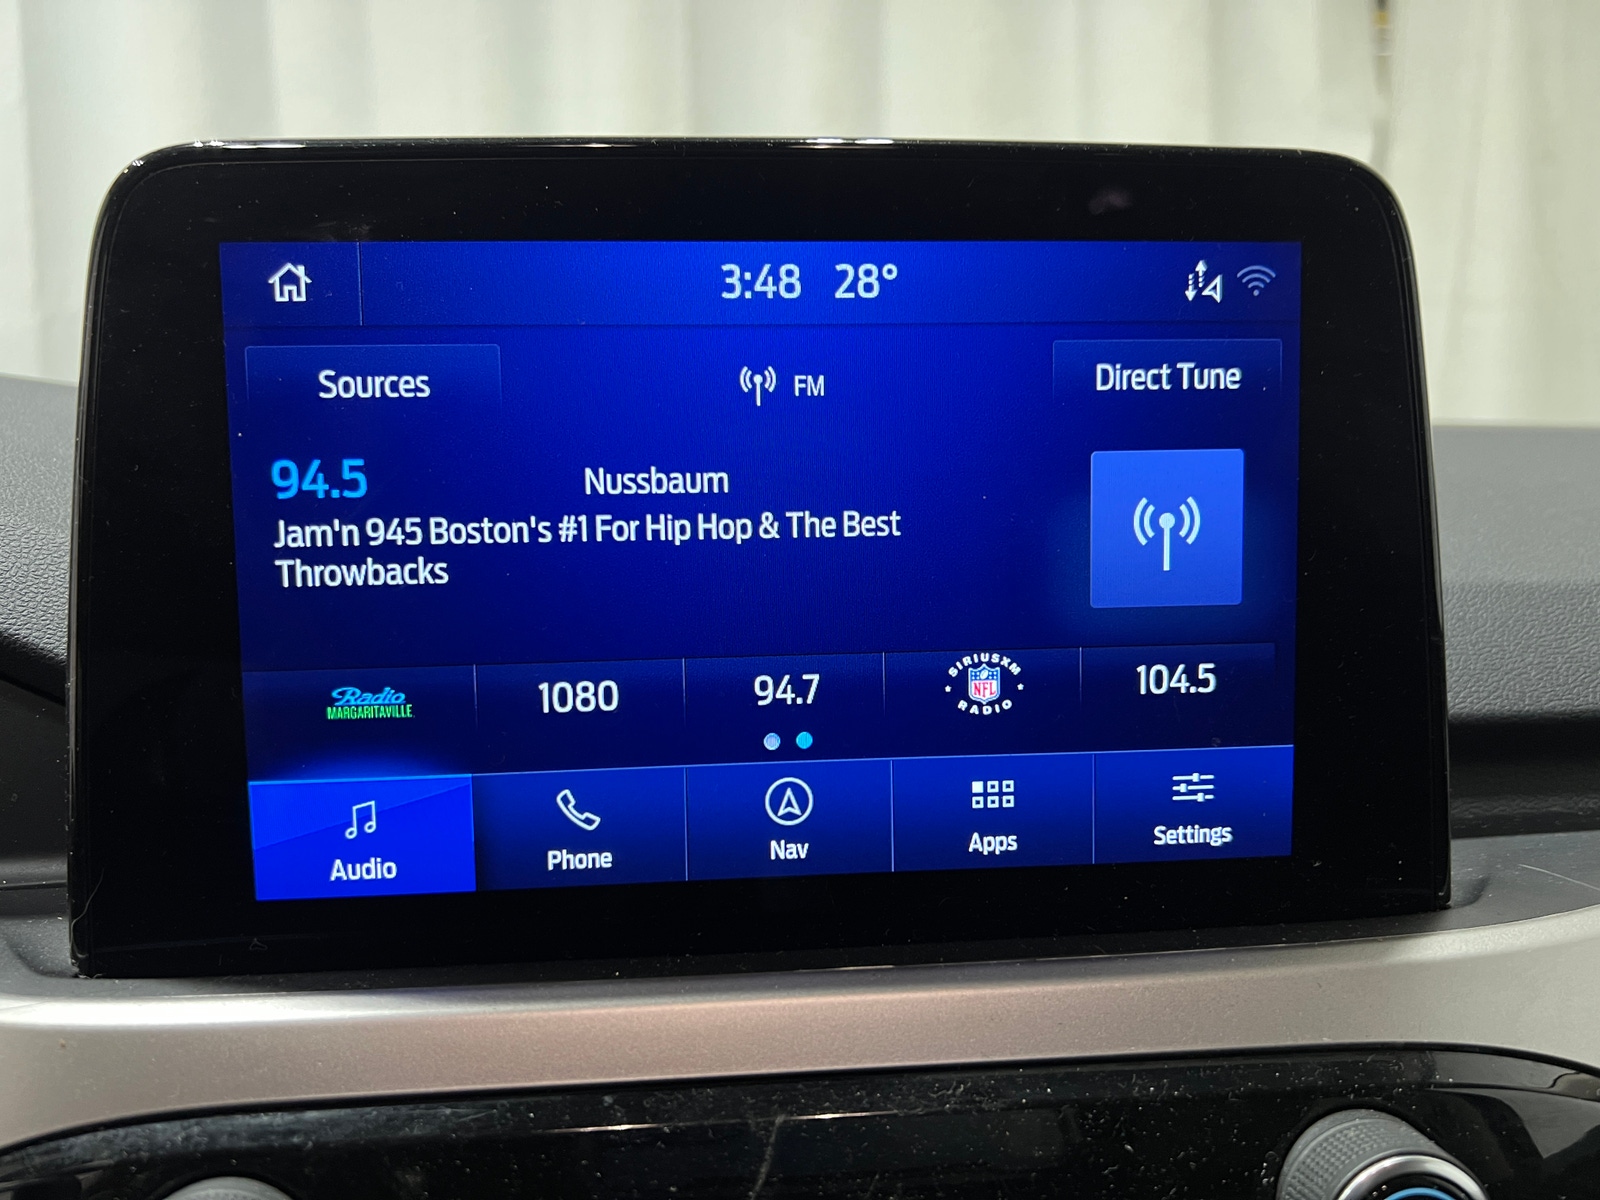 3:48 28°
Sources
FM
Direct Tune
94.5
Nussbaum
Jam'n 945 Boston's #1 For Hip Hop & The Best
Throwbacks
Radio
MARGARITAVILLE
1080
94.7
SIRIUSXM
NFL
RADIO
104.5
Audio
Phone
Nav
Apps
Settings